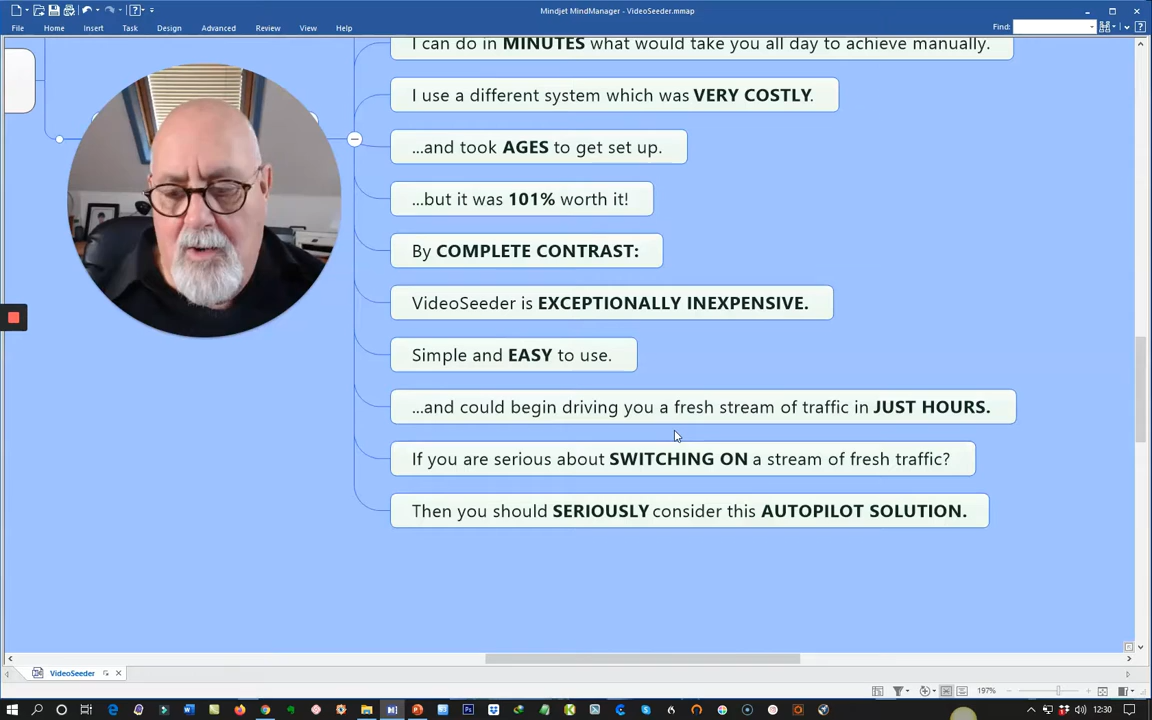 Mindjet MindManager - VideoSeeder.mmap
File Home Insert Task Design Advanced Review View Help
Find:
I can do in MINUTES what would take you all day to achieve manually.
I use a different system which was VERY COSTLY.
...and took AGES to get set up.
...but it was 101% worth it!
By COMPLETE CONTRAST:
VideoSeeder is EXCEPTIONALLY INEXPENSIVE.
Simple and EASY to use.
...and could begin driving you a fresh stream of traffic in JUST HOURS.
If you are serious about SWITCHING ON a stream of fresh traffic?
Then you should SERIOUSLY consider this AUTOPILOT SOLUTION.
VideoSeeder
197%
12:30